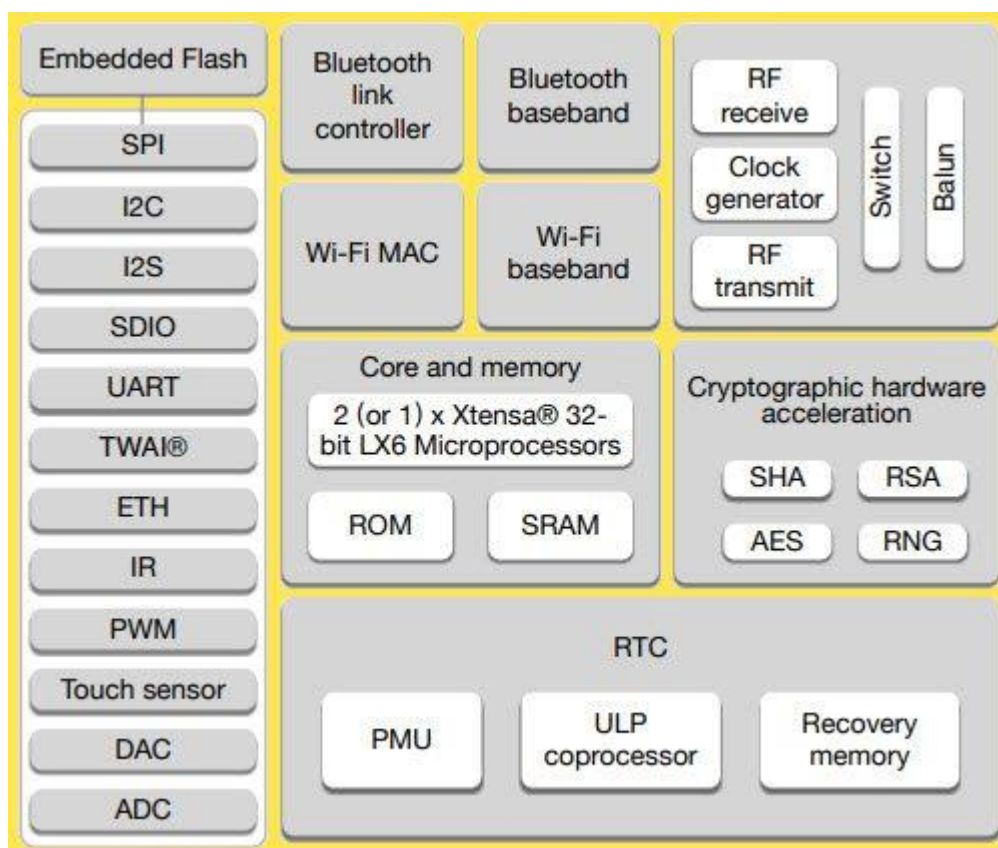 Embedded Flash
SPI
I2C
I2S
SDIO
UART
TWAI®
ETH
IR
PWM
Touch sensor
DAC
ADC
Bluetooth
link
controller
Bluetooth
baseband
Wi-Fi MAC
Wi-Fi
baseband
RF
receive
Clock
generator
RF
transmit
Switch
Balun
Core and memory
2 (or 1) x Xtensa® 32-
bit LX6 Microprocessors
ROM
SRAM
Cryptographic hardware
acceleration
SHA
RSA
AES
RNG
RTC
PMU
ULP
coprocessor
Recovery
memory